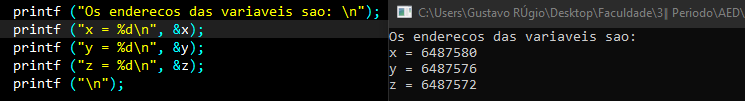 printf ("Os enderecos das variaveis sao: \n");
printf ("x = %d\n", &x);
printf ("y = %d\n", &y);
printf ("z = %d\n", &z);
printf ("\n");
C:\Users\Gustavo RÚgio\Desktop\Faculdade\3‖ Periodo\AED\
Os enderecos das variaveis sao:
x = 6487580
y = 6487576
z = 6487572